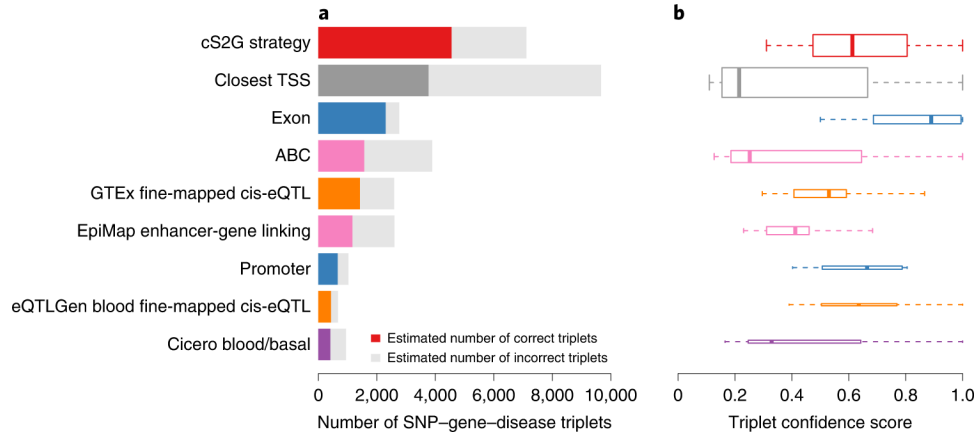 a
b
cS2G strategy
Closest TSS
Exon
ABC
GTEx fine-mapped cis-eQTL
EpiMap enhancer-gene linking
Promoter
eQTLGen blood fine-mapped cis-eQTL
Cicero blood/basal
Estimated number of correct triplets
Estimated number of incorrect triplets
0 2,000 4,000 6,000 8,000 10,000
Number of SNP–gene–disease triplets
0 0.2 0.4 0.6 0.8 1.0
Triplet confidence score